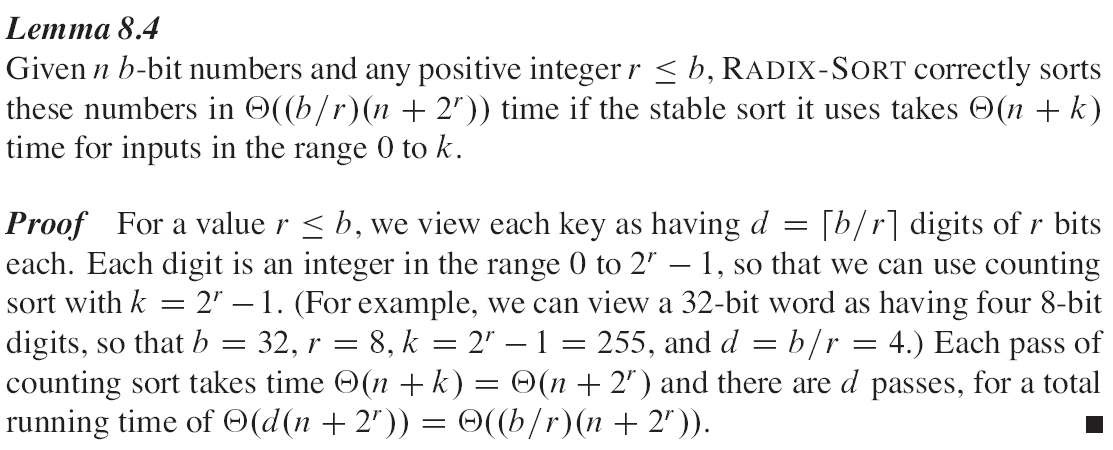 Lemma 8.4
Given n b-bit numbers and any positive integer r ≤ b, RADIX-SORT correctly sorts
these numbers in Θ((b/r)(n + 2^r)) time if the stable sort it uses takes Θ(n + k)
time for inputs in the range 0 to k.
Proof For a value r ≤ b, we view each key as having d = ⌈b/r⌉ digits of r bits
each. Each digit is an integer in the range 0 to 2^r − 1, so that we can use counting
sort with k = 2^r − 1. (For example, we can view a 32-bit word as having four 8-bit
digits, so that b = 32, r = 8, k = 2^r − 1 = 255, and d = b/r = 4.) Each pass of
counting sort takes time Θ(n + k) = Θ(n + 2^r) and there are d passes, for a total
running time of Θ(d(n + 2^r)) = Θ((b/r)(n + 2^r)). ■